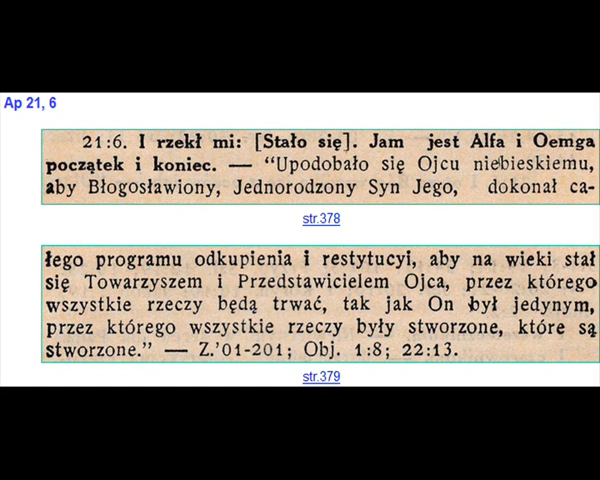 Ap 21, 6
21:6. I rzekł mi: [Stało się]. Jam jest Alfa i Oemga
początek i koniec. — “Upodobało się Ojcu niebieskiemu,
aby Błogosławiony, Jednorodzony Syn Jego, dokonał ca-
str.378
łego programu odkupienia i restytucyi, aby na wieki stał
się Towarzyszem i Przedstawicielem Ojca, przez którego
wszystkie rzeczy będą trwać, tak jak On był jedynym,
przez którego wszystkie rzeczy były stworzone, które są
stworzone.” — Z.’01-201; Obj. 1:8; 22:13.
str.379